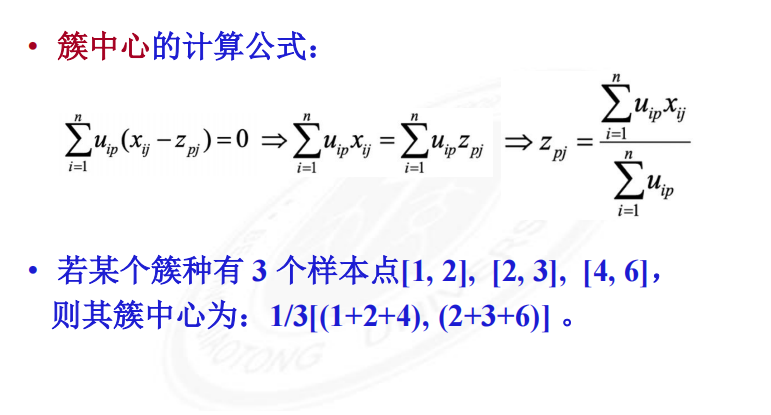 • 簇中心的计算公式：
\sum_{i=1}^{n} u_{ip}(x_{ij} - z_{pj}) = 0 \Rightarrow \sum_{i=1}^{n} u_{ip}x_{ij} = \sum_{i=1}^{n} u_{ip}z_{pj} \Rightarrow z_{pj} = \frac{\sum_{i=1}^{n} u_{ip}x_{ij}}{\sum_{i=1}^{n} u_{ip}}
• 若某个簇种有 3 个样本点[1, 2], [2, 3], [4, 6]，
则其簇中心为：1/3[(1+2+4), (2+3+6)] 。